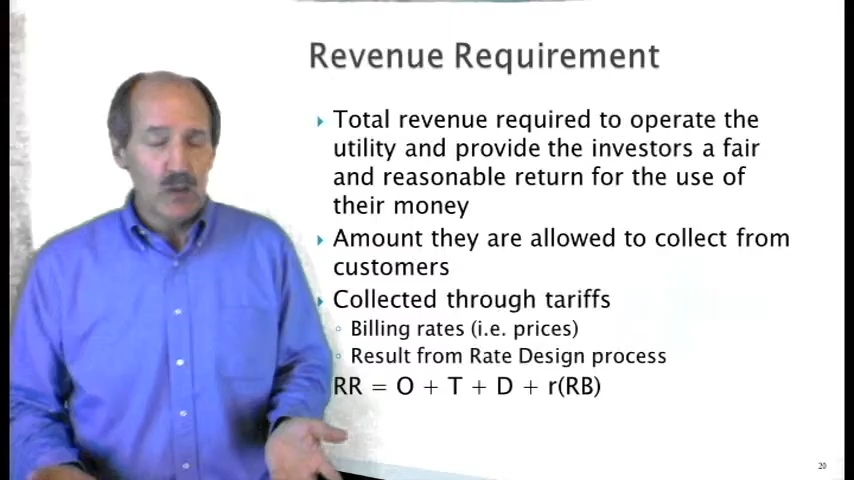 Revenue Requirement
Total revenue required to operate the
utility and provide the investors a fair
and reasonable return for the use of
their money
Amount they are allowed to collect from
customers
Collected through tariffs
Billing rates (i.e. prices)
Result from Rate Design process
RR = O + T + D + r(RB)
20